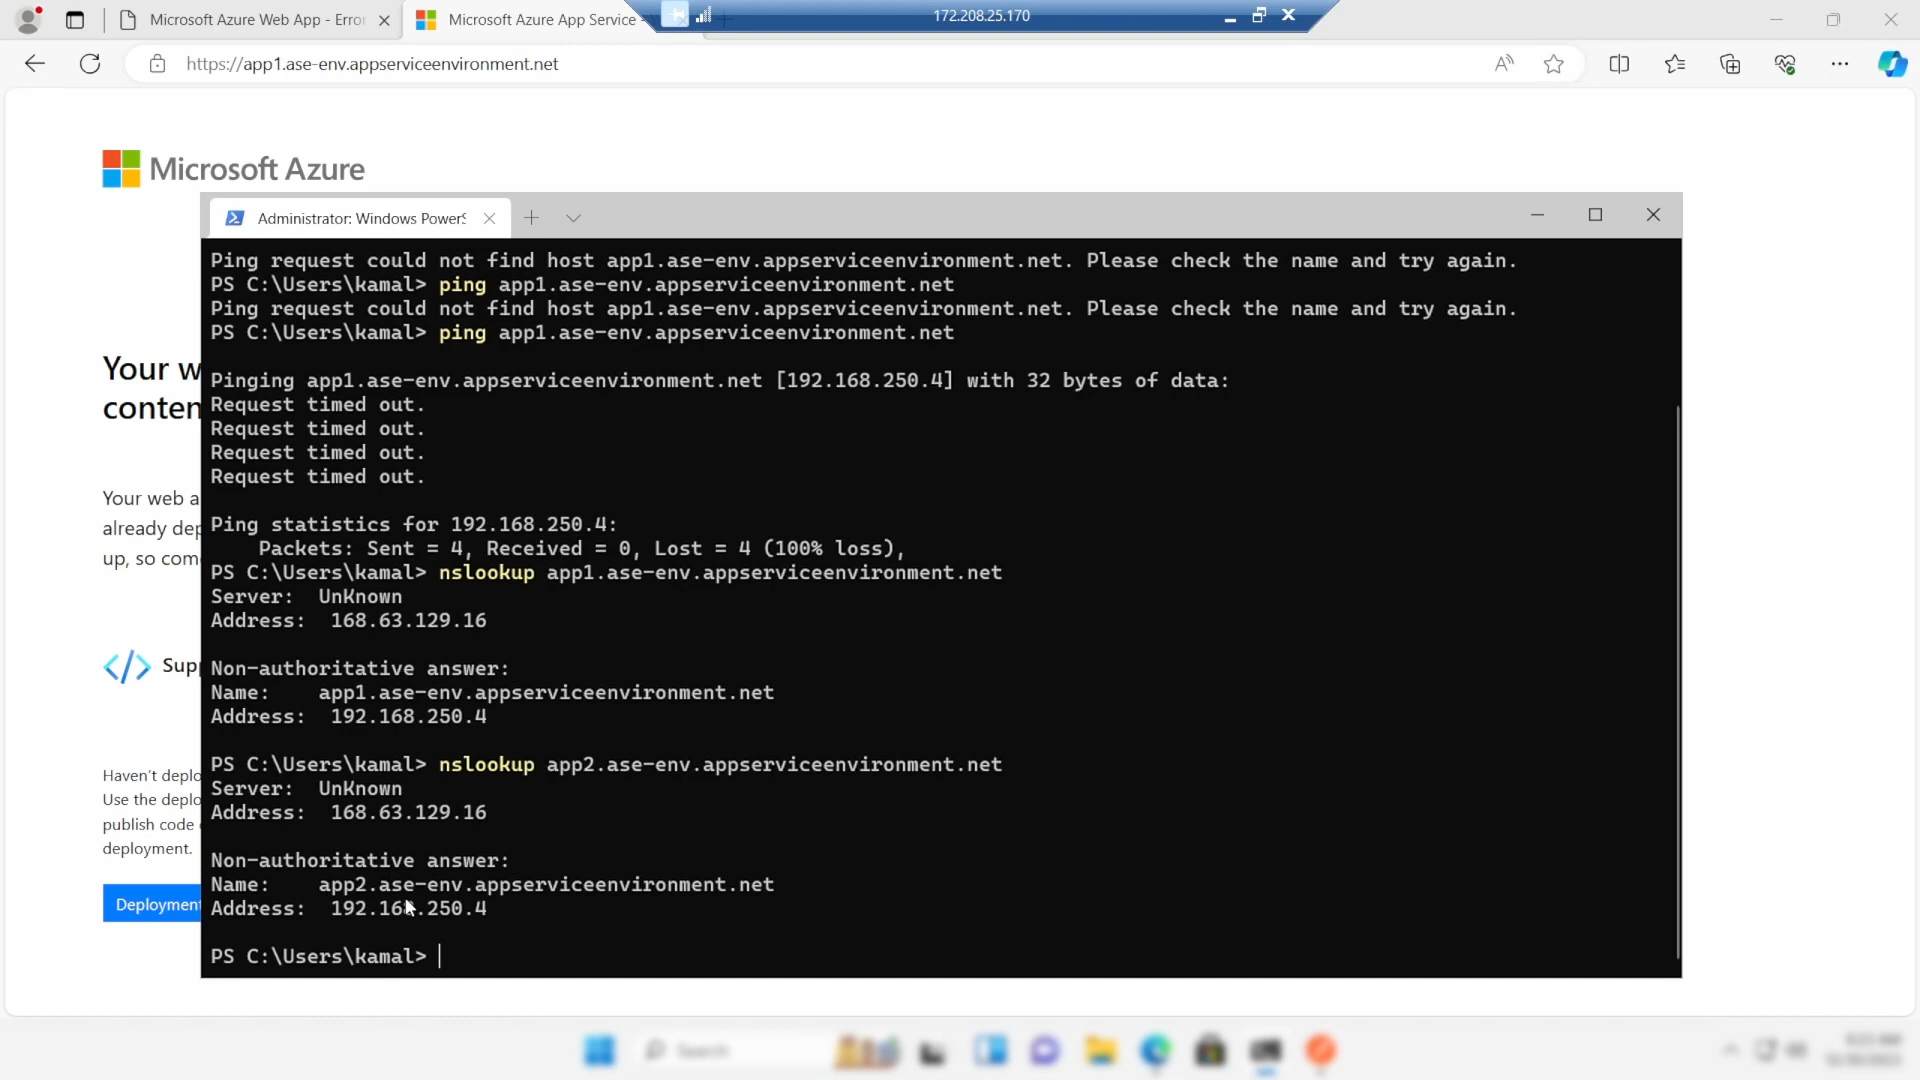 Microsoft Azure Web App - Error
Microsoft Azure App Service -
172.208.25.170
https://app1.ase-env.appserviceenvironment.net
Microsoft Azure
Administrator: Windows PowerS
Your w
conten
Your web a
already dep
up, so com
Supp
Haven't deplo
Use the deplo
publish code
deployment.
Deployment
Ping request could not find host app1.ase-env.appserviceenvironment.net. Please check the name and try again.
PS C:\Users\kamal> ping app1.ase-env.appserviceenvironment.net
Ping request could not find host app1.ase-env.appserviceenvironment.net. Please check the name and try again.
PS C:\Users\kamal> ping app1.ase-env.appserviceenvironment.net
Pinging app1.ase-env.appserviceenvironment.net [192.168.250.4] with 32 bytes of data:
Request timed out.
Request timed out.
Request timed out.
Request timed out.
Ping statistics for 192.168.250.4:
Packets: Sent = 4, Received = 0, Lost = 4 (100% loss),
PS C:\Users\kamal> nslookup app1.ase-env.appserviceenvironment.net
Server: UnKnown
Address: 168.63.129.16
Non-authoritative answer:
Name: app1.ase-env.appserviceenvironment.net
Address: 192.168.250.4
PS C:\Users\kamal> nslookup app2.ase-env.appserviceenvironment.net
Server: UnKnown
Address: 168.63.129.16
Non-authoritative answer:
Name: app2.ase-env.appserviceenvironment.net
Address: 192.168.250.4
PS C:\Users\kamal>
Search